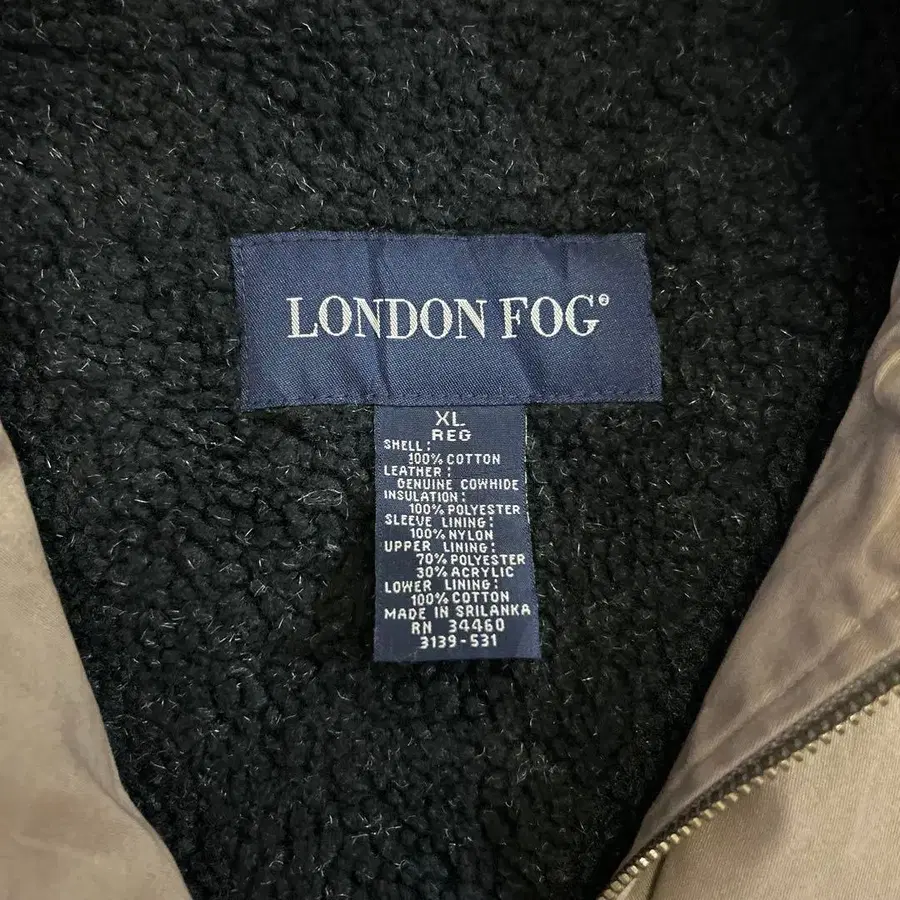 LONDON FOG®
XL
REG
SHELL:
100% COTTON
LEATHER:
GENUINE COWHIDE
INSULATION:
100% POLYESTER
SLEEVE LINING:
100% NYLON
UPPER LINING:
70% POLYESTER
30% ACRYLIC
LOWER LINING:
100% COTTON
MADE IN SRILANKA
RN 34460
3139-531